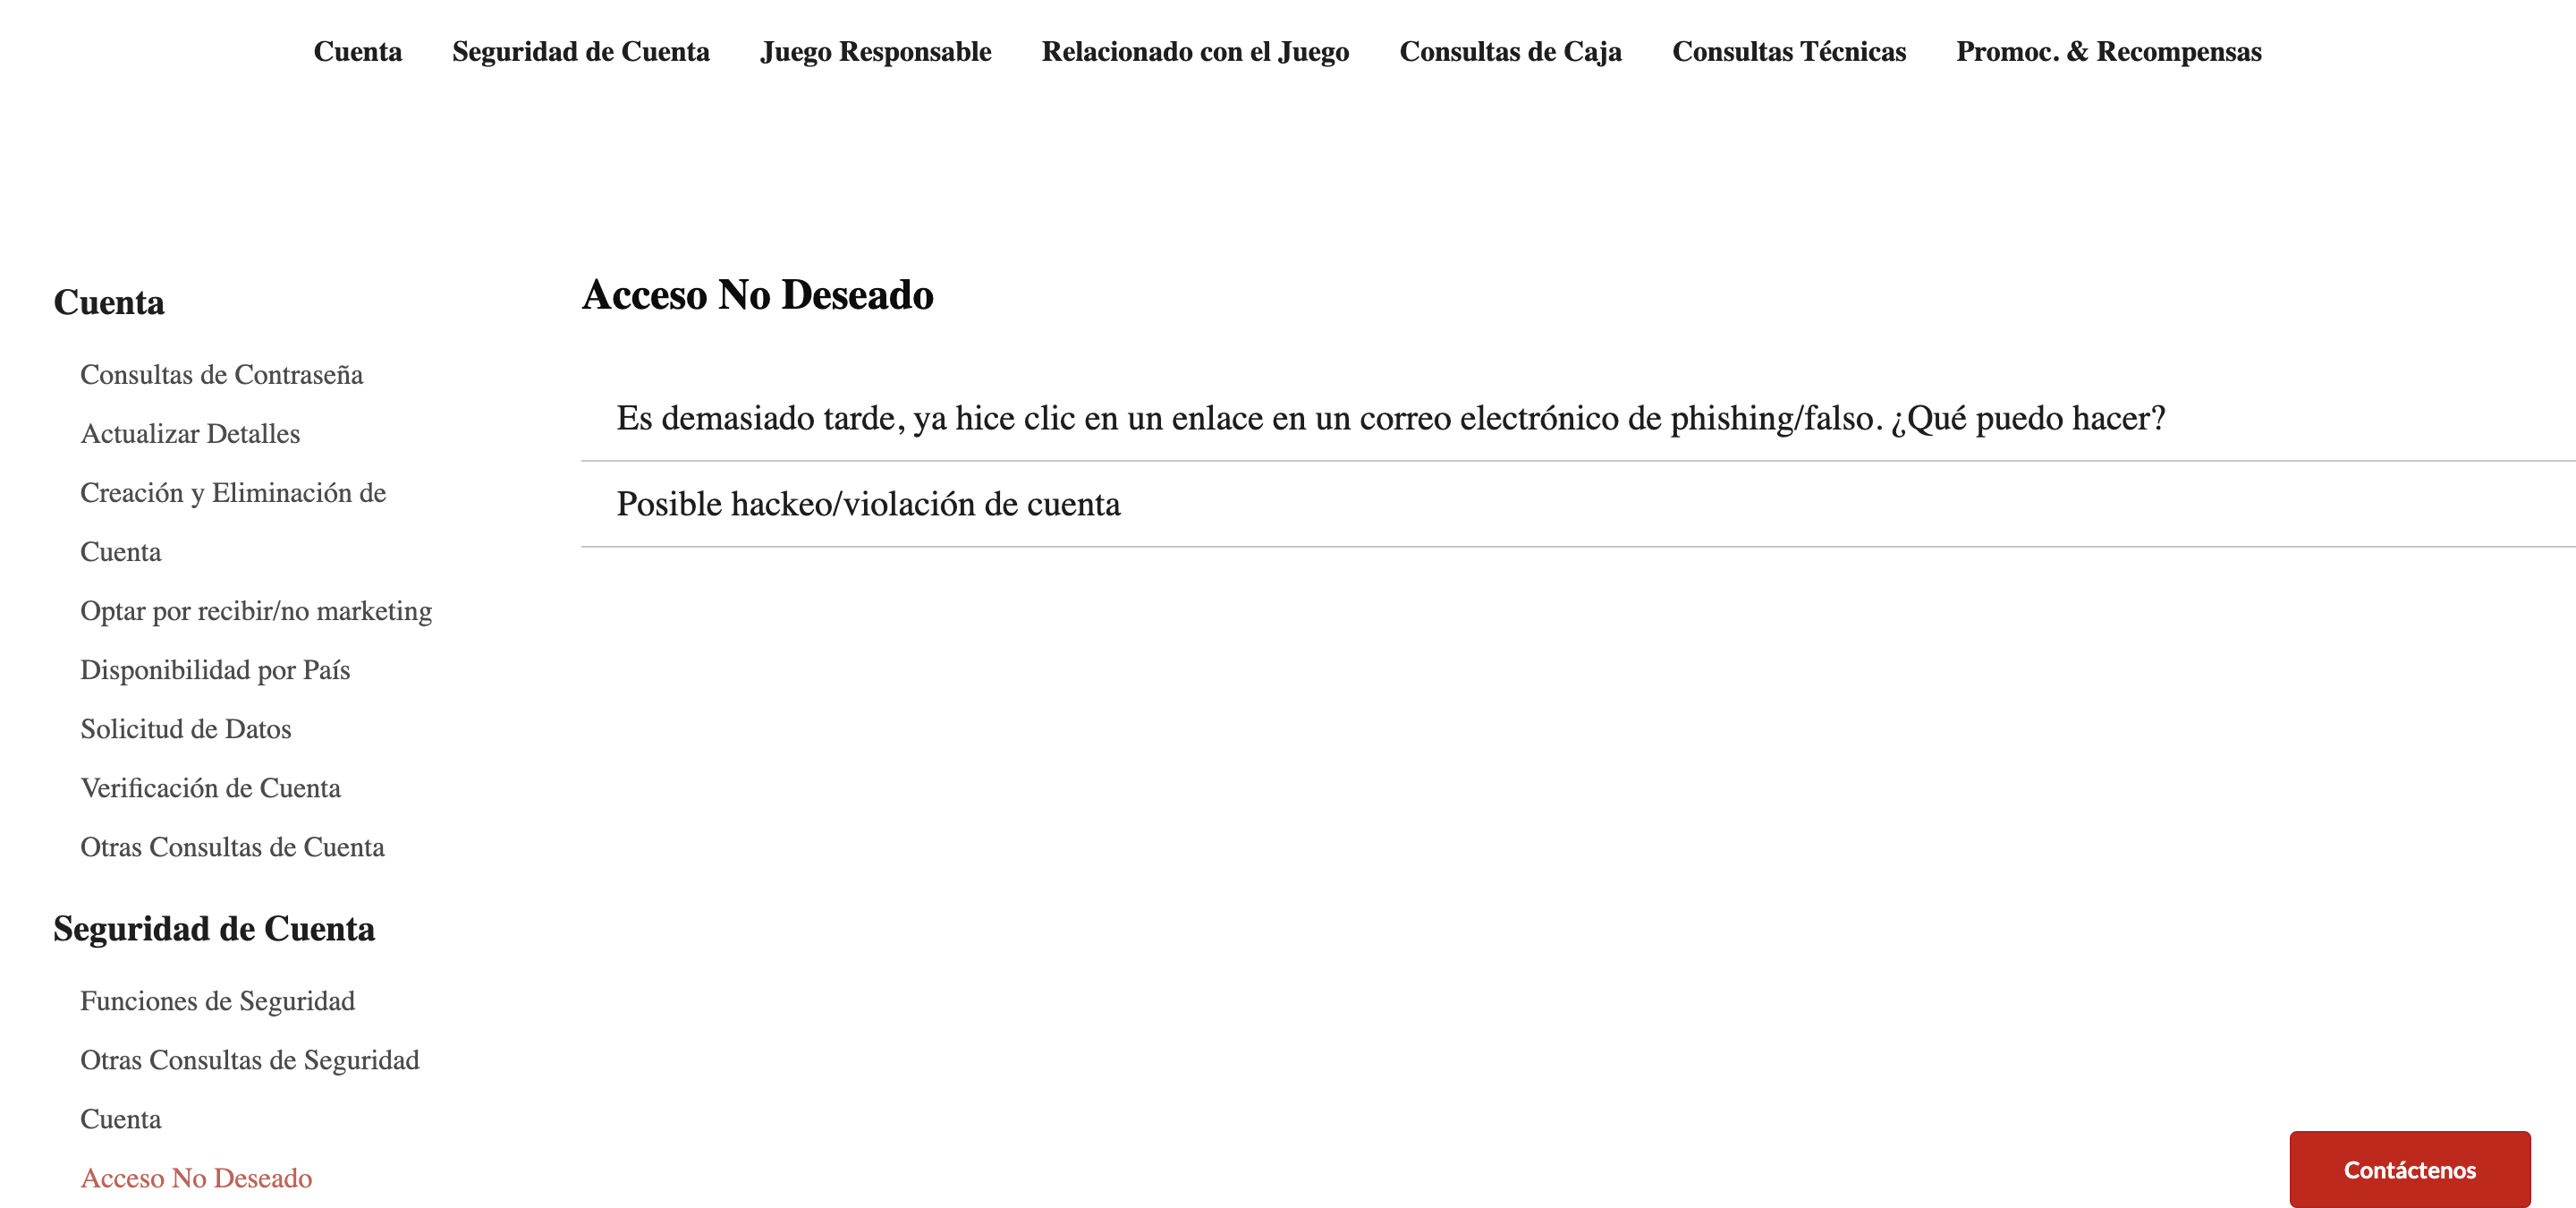 Cuenta Seguridad de Cuenta Juego Responsable Relacionado con el Juego Consultas de Caja Consultas Técnicas Promoc. & Recompensas
Cuenta
Consultas de Contraseña
Actualizar Detalles
Creación y Eliminación de
Cuenta
Optar por recibir/no marketing
Disponibilidad por País
Solicitud de Datos
Verificación de Cuenta
Otras Consultas de Cuenta
Seguridad de Cuenta
Funciones de Seguridad
Otras Consultas de Seguridad
Cuenta
Acceso No Deseado
Acceso No Deseado
Es demasiado tarde, ya hice clic en un enlace en un correo electrónico de phishing/falso. ¿Qué puedo hacer?
Posible hackeo/violación de cuenta
Contáctenos